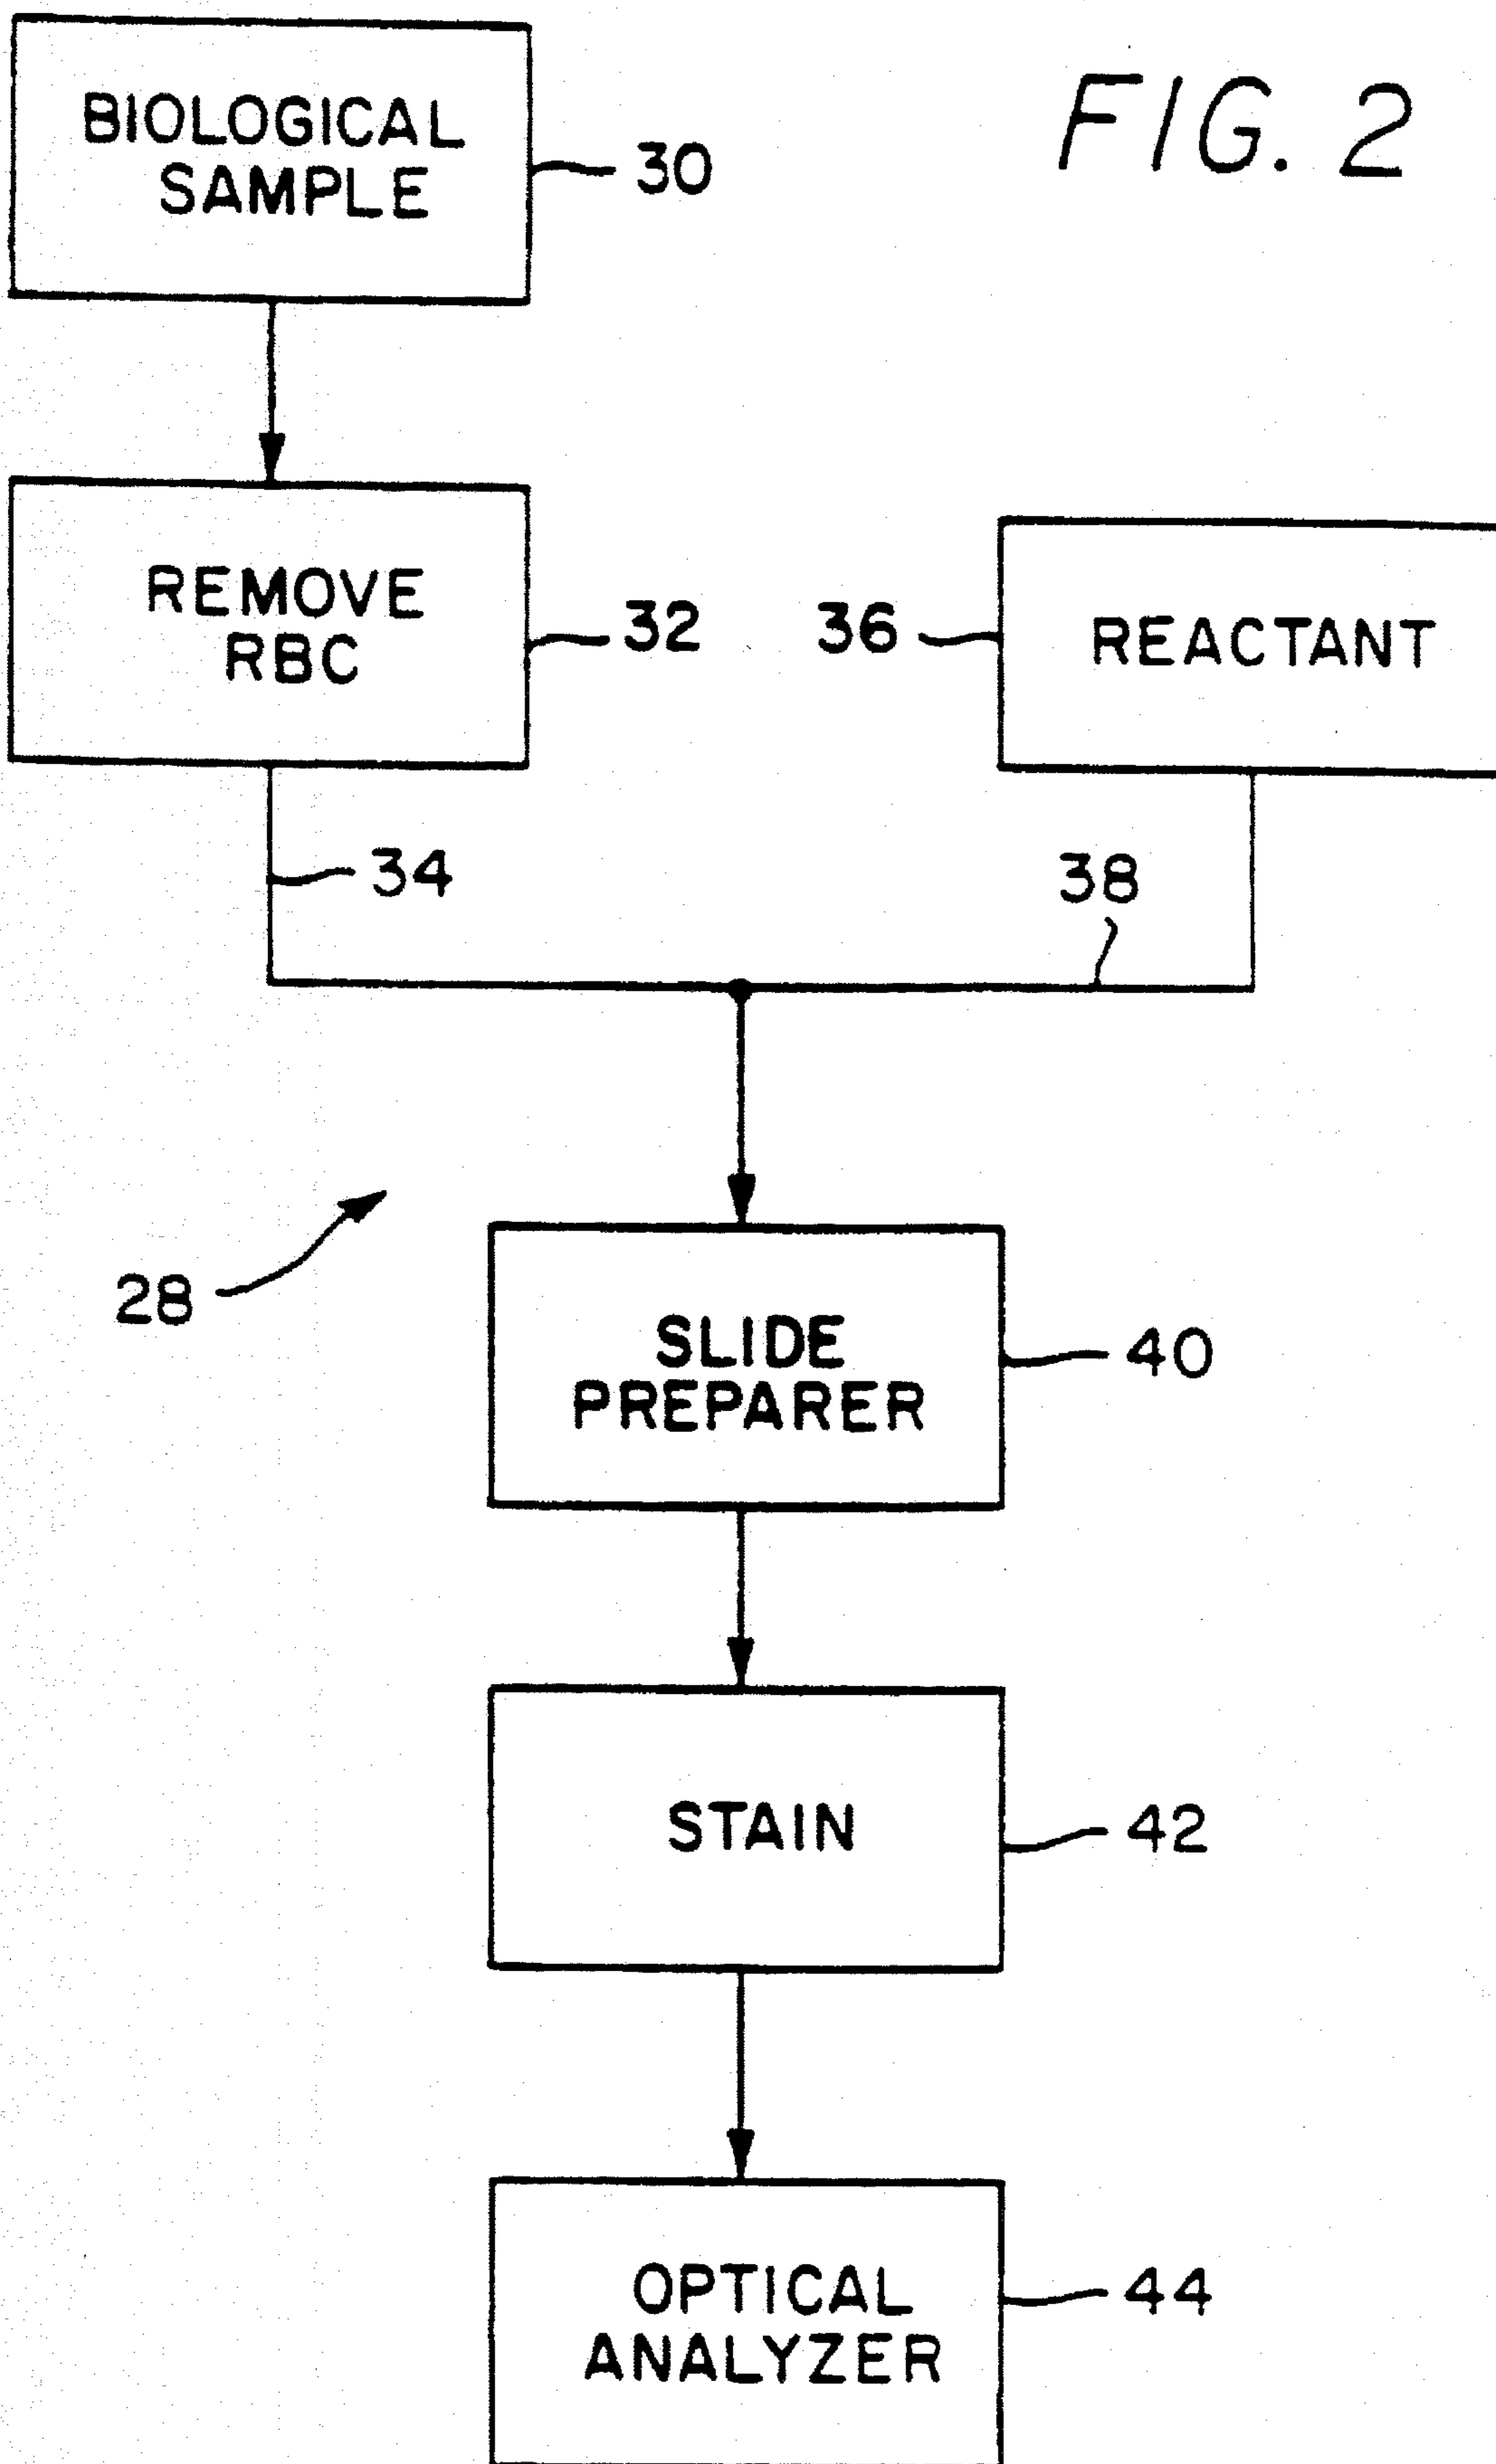 FIG. 2
BIOLOGICAL
SAMPLE
30
REMOVE
RBC
32
36
REACTANT
34
38
28
SLIDE
PREPARER
40
STAIN
42
OPTICAL
ANALYZER
44